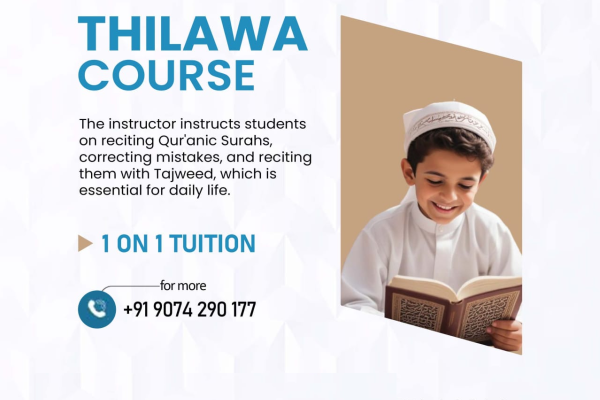 THILAWA
COURSE
The instructor instructs students
on reciting Qur'anic Surahs,
correcting mistakes, and reciting
them with Tajweed, which is
essential for daily life.
1 ON 1 TUITION
for more
+91 9074 290 177